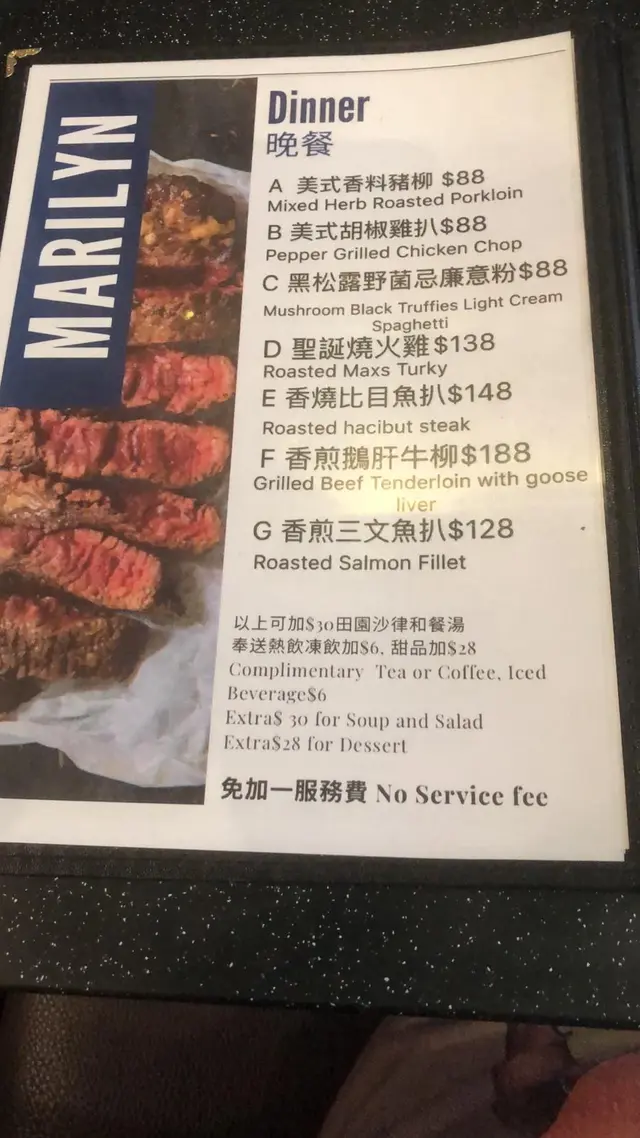 MARILYN
Dinner
晚餐
A 美式香料豬柳 $88
Mixed Herb Roasted Porkloin
B 美式胡椒雞扒$88
Pepper Grilled Chicken Chop
C 黑松露野菌忌廉意粉$88
Mushroom Black Truffies Light Cream
Spaghetti
D 聖誕燒火雞$138
Roasted Maxs Turky
E 香燒比目魚扒$148
Roasted hacibut steak
F 香煎鵝肝牛柳$188
Grilled Beef Tenderloin with goose
liver
G 香煎三文魚扒$128
Roasted Salmon Fillet
以上可加$30田園沙律和餐湯
奉送熱飲凍飲加$6, 甜品加$28
Complimentary Tea or Coffee, Iced
Beverage$6
Extra$ 30 for Soup and Salad
Extra$28 for Dessert
免加一服務費 No Service fee